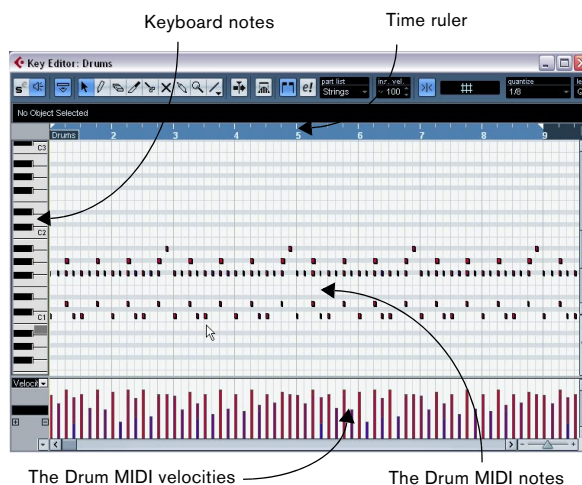 Keyboard notes
Time ruler
Key Editor: Drums
part list
Strings
ins. vel.
100
quantize
1/8
No Object Selected
Drums 2 3 4 5 6 7 8 9
C3
C2
C1
Velocit
The Drum MIDI velocities
The Drum MIDI notes